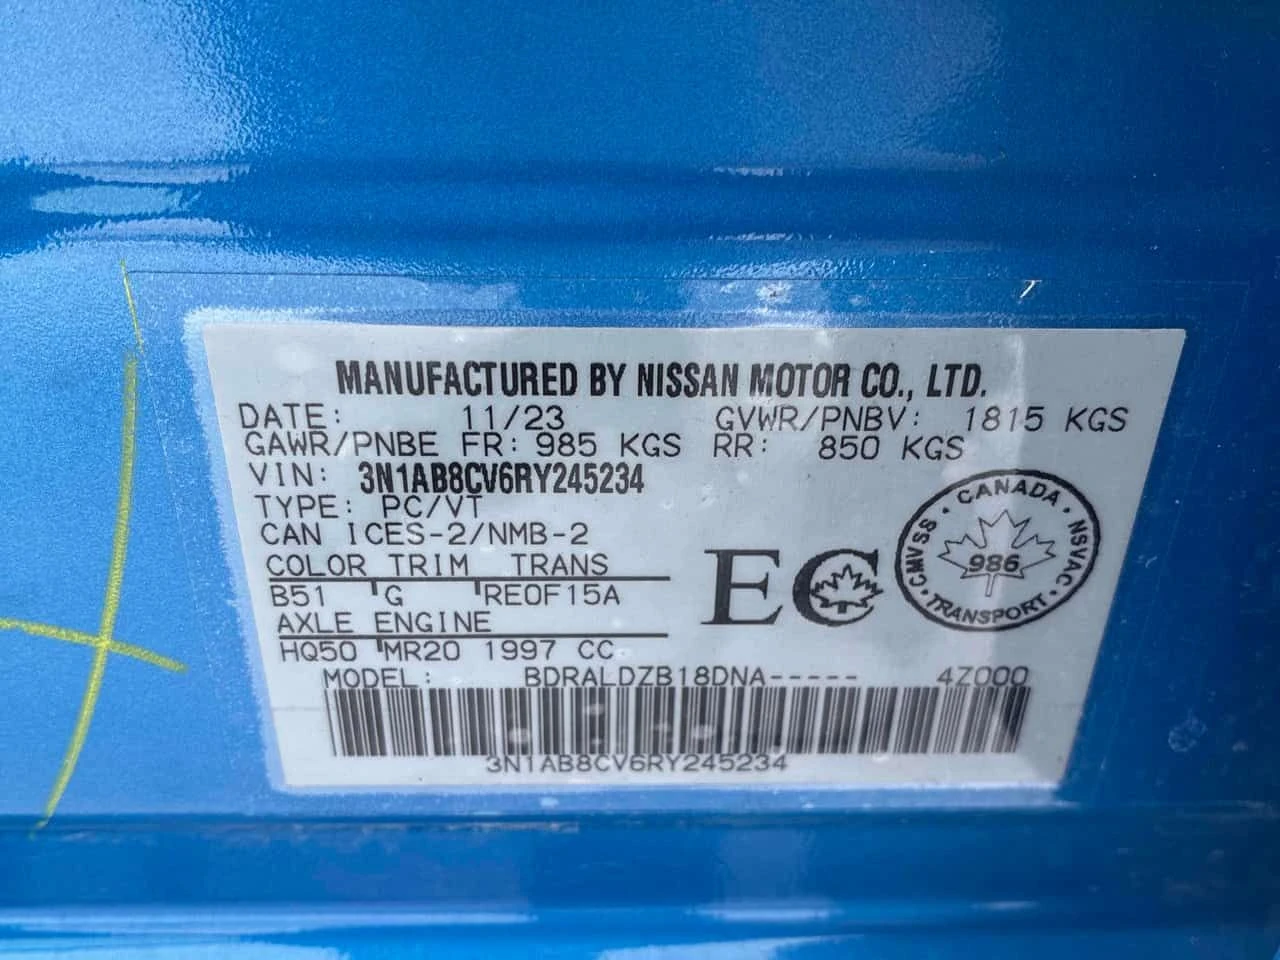 MANUFACTURED BY NISSAN MOTOR CO., LTD.
DATE: 11/23 GVWR/PNBV: 1815 KGS
GAWR/PNBE FR: 985 KGS RR: 850 KGS
VIN: 3N1AB8CV6RY245234
TYPE: PC/VT
CAN ICES-2/NMB-2
COLOR TRIM TRANS
B51 G RE0F15A
AXLE ENGINE
HQ50 MR20 1997 CC
EC
CANADA
CMVSS
986
NSVAC
TRANSPORT
MODEL: BDRALDZB18DNA----- 4Z000
3N1AB8CV6RY245234